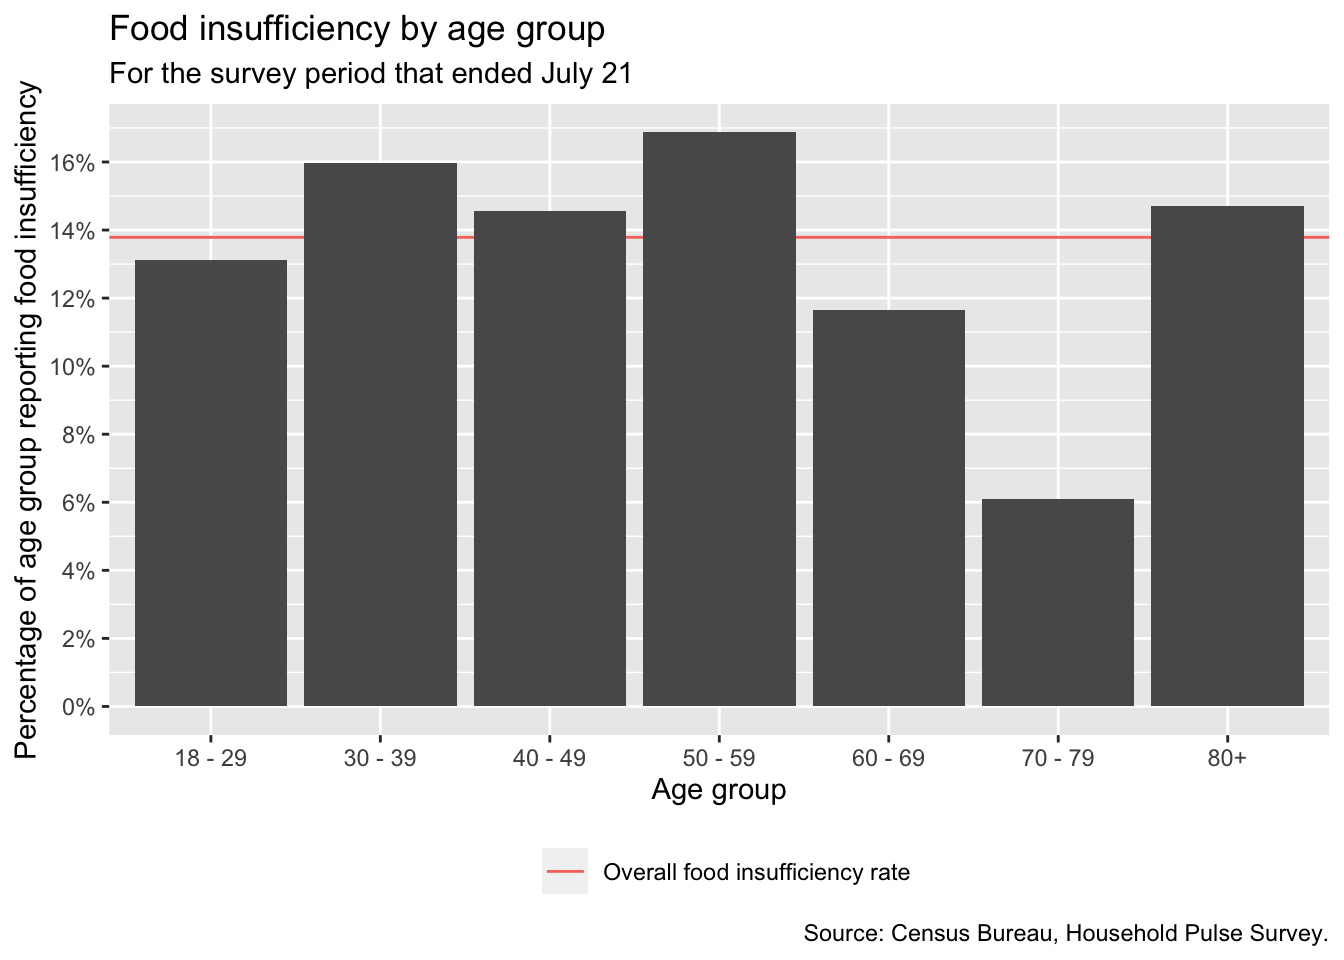 Food insufficiency by age group
For the survey period that ended July 21
Percentage of age group reporting food insufficiency
16%
14%
12%
10%
8%
6%
4%
2%
0%
18 - 29
30 - 39
40 - 49
50 - 59
60 - 69
70 - 79
80+
Age group
Overall food insufficiency rate
Source: Census Bureau, Household Pulse Survey.